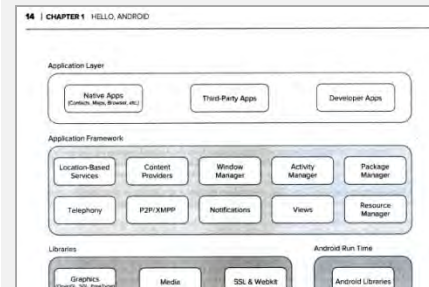 14 | CHAPTER 1 HELLO, ANDROID
Application Layer
Native Apps
(Contacts, Maps, Browser, etc.)
Third-Party Apps
Developer Apps
Application Framework
Location-Based
Services
Content
Providers
Window
Manager
Activity
Manager
Package
Manager
Telephony
P2P/XMPP
Notifications
Views
Resource
Manager
Libraries
Android Run Time
Graphics
Media
SSL & Webkit
Android Libraries